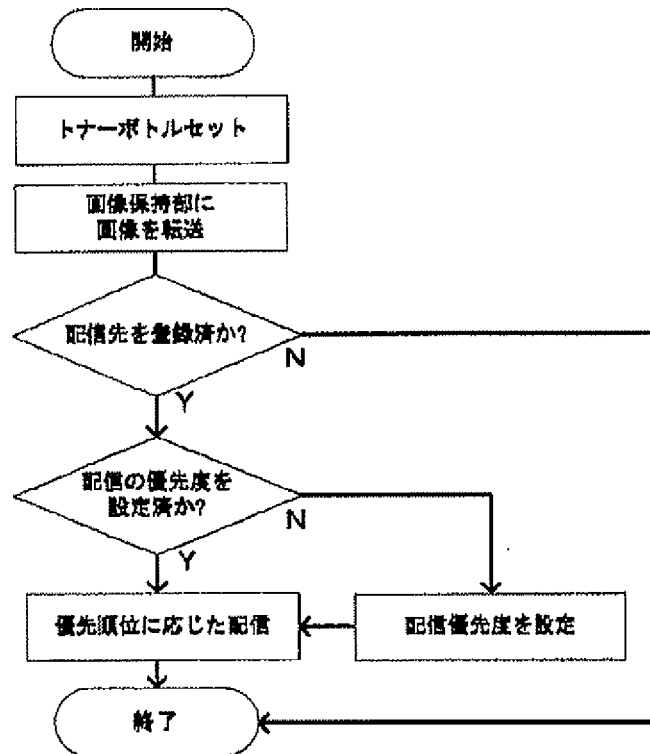 開始
トナーボトルセット
画像保持部に
画像を転送
配信先を登録済か?
N
Y
配信の優先度を
設定済か?
N
Y
優先順位に応じた配信
配信優先度を設定
終了